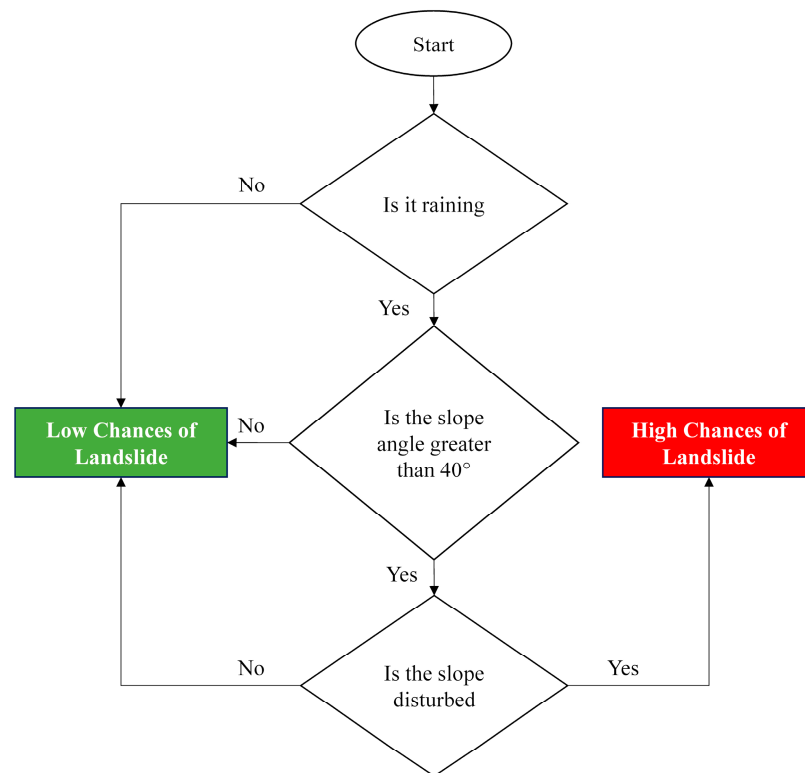 Start
No
Is it raining
Yes
Low Chances of
Landslide
No
Is the slope
angle greater
than 40°
High Chances of
Landslide
Yes
No
Is the slope
disturbed
Yes